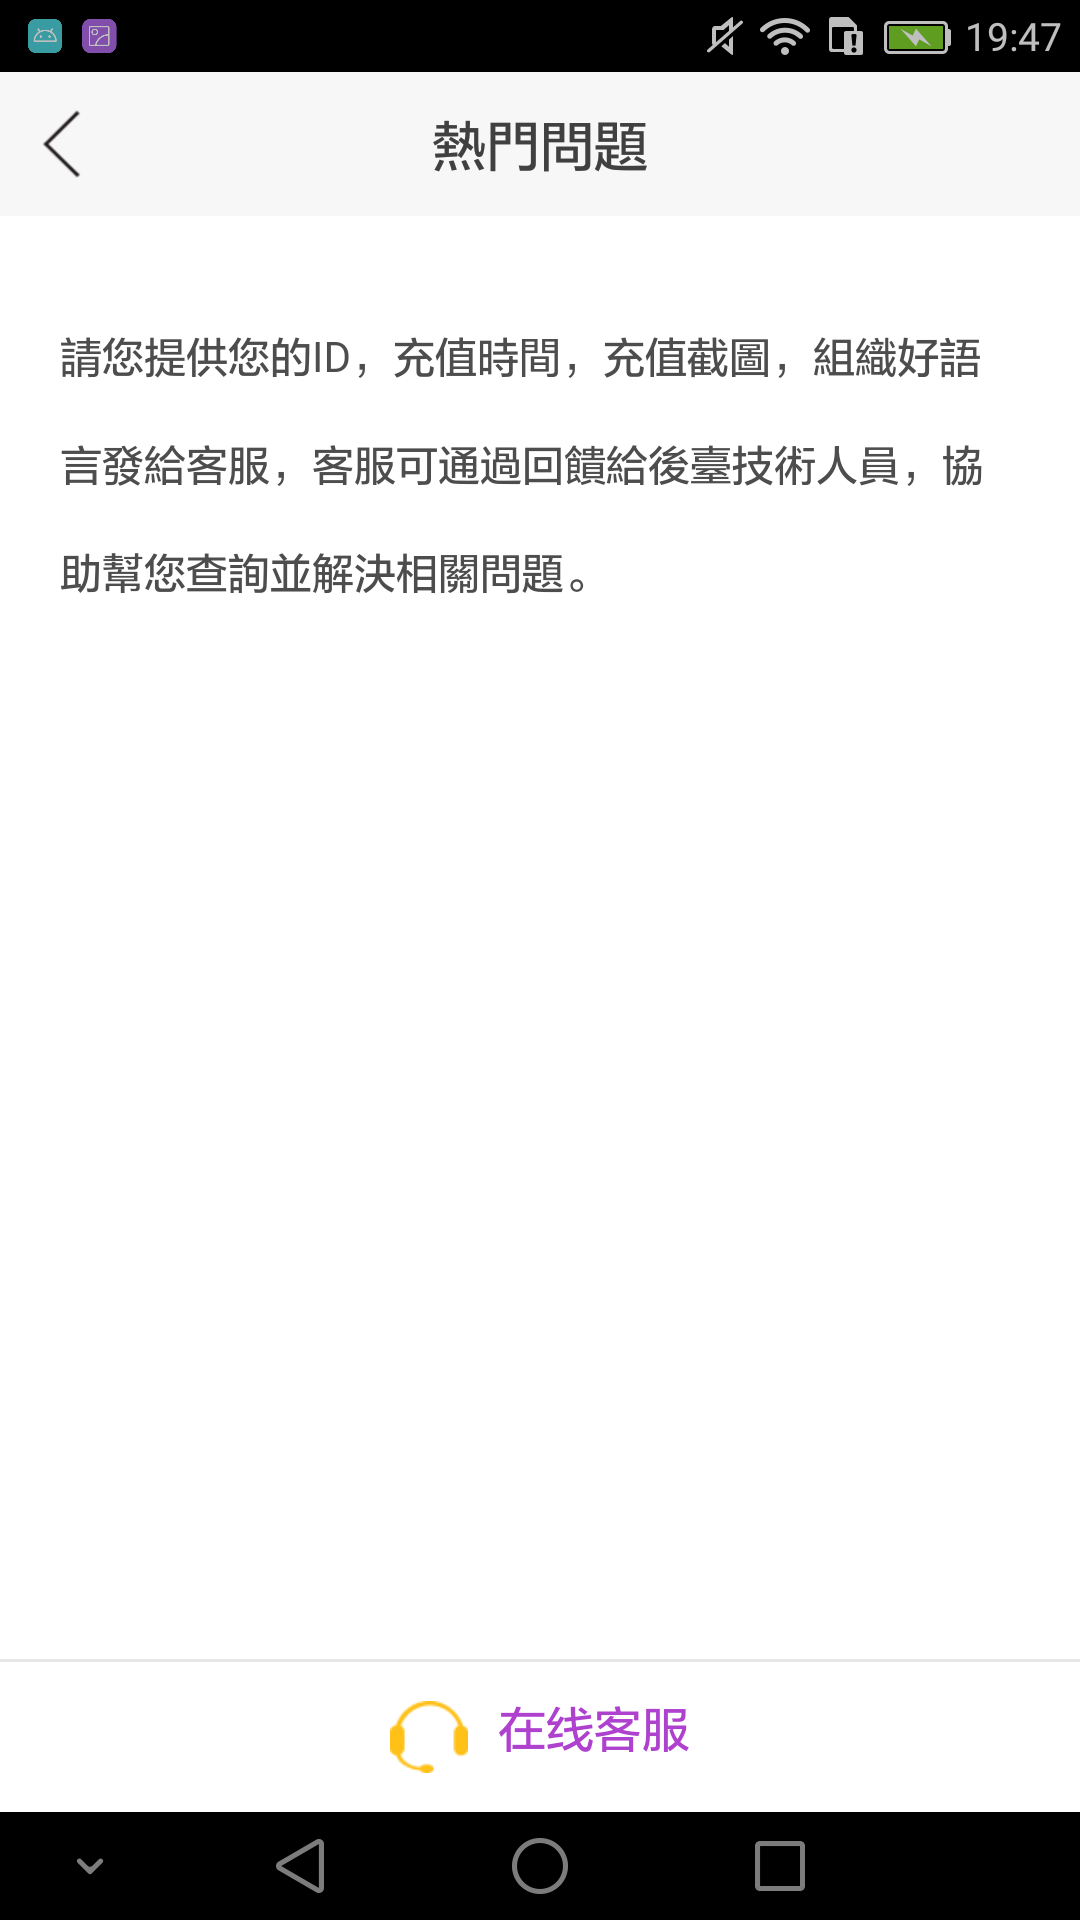 19:47
熱門問題
請您提供您的ID，充值時間，充值截圖，組織好語
言發給客服，客服可通過回饋給後臺技術人員，協
助幫您查詢並解決相關問題。
在线客服